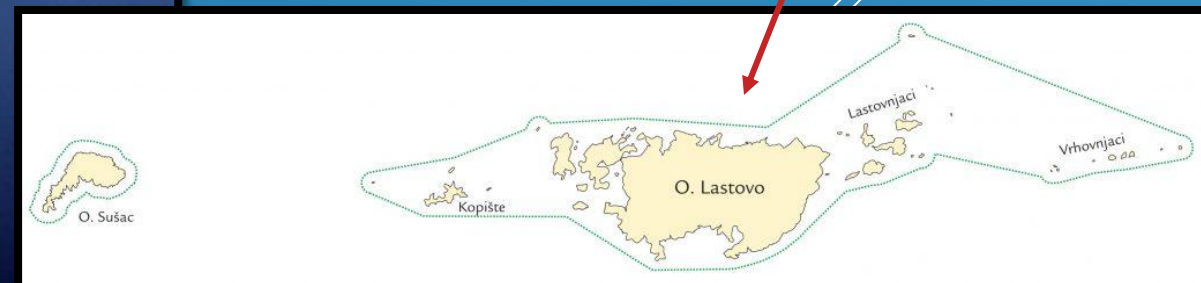 Lastovnjaci
Vrhovnjaci
O. Lastovo
Kopište
O. Sušac